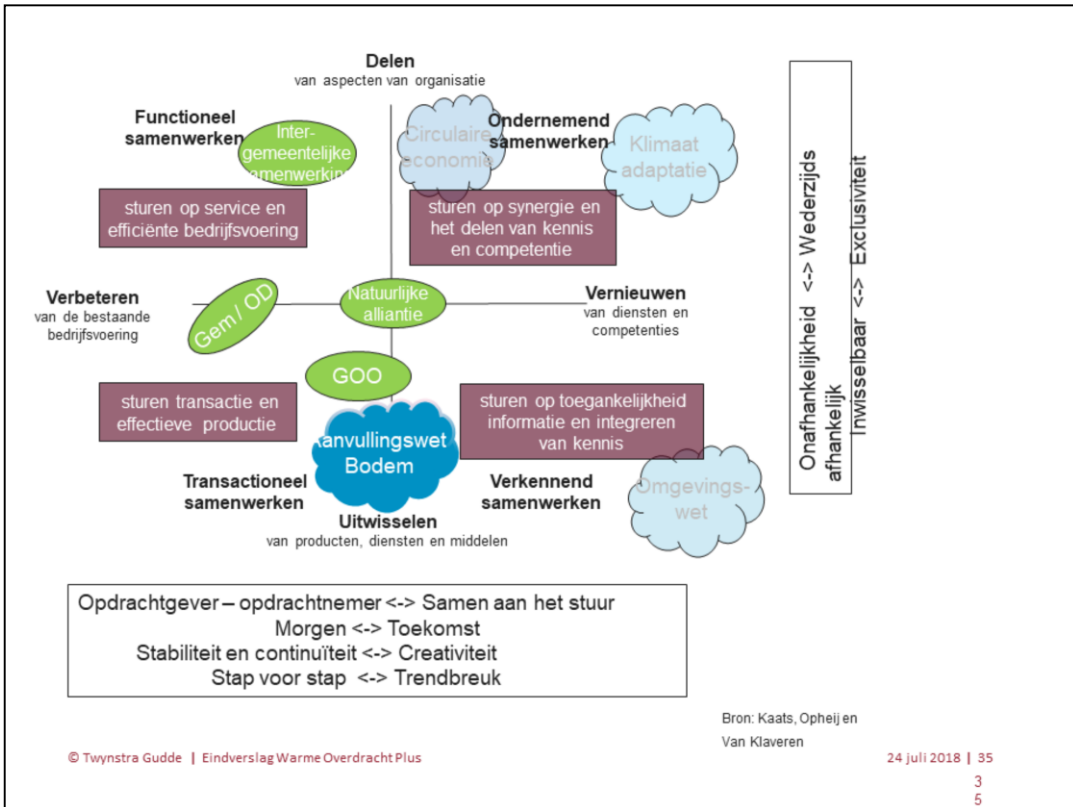 Delen
van aspecten van organisatie
Functioneel
samenwerken
Inter-
gemeentelijke
samenwerking
Circulaire
economie
Ondernemend
samenwerken
Klimaat
adaptatie
sturen op service en
efficiënte bedrijfsvoering
sturen op synergie en
het delen van kennis
en competentie
Verbeteren
van de bestaande
bedrijfsvoering
Gem / OD
Natuurlijke
alliantie
Vernieuwen
van diensten en
competenties
GOO
sturen transactie en
effectieve productie
sturen op toegankelijkheid
informatie en integreren
van kennis
Aanvullingswet
Bodem
Transactioneel
samenwerken
Verkennend
samenwerken
Omgevings-
wet
Uitwisselen
van producten, diensten en middelen
Onafhankelijkheid <-> Wederzijds
afhankelijk
Inwisselbaar <-> Exclusiviteit
Opdrachtgever – opdrachtnemer <-> Samen aan het stuur
Morgen <-> Toekomst
Stabiliteit en continuïteit <-> Creativiteit
Stap voor stap <-> Trendbreuk
Bron: Kaats, Opheij en
Van Klaveren
© Twynstra Gudde | Eindverslag Warme Overdracht Plus
24 juli 2018 | 35
3
5